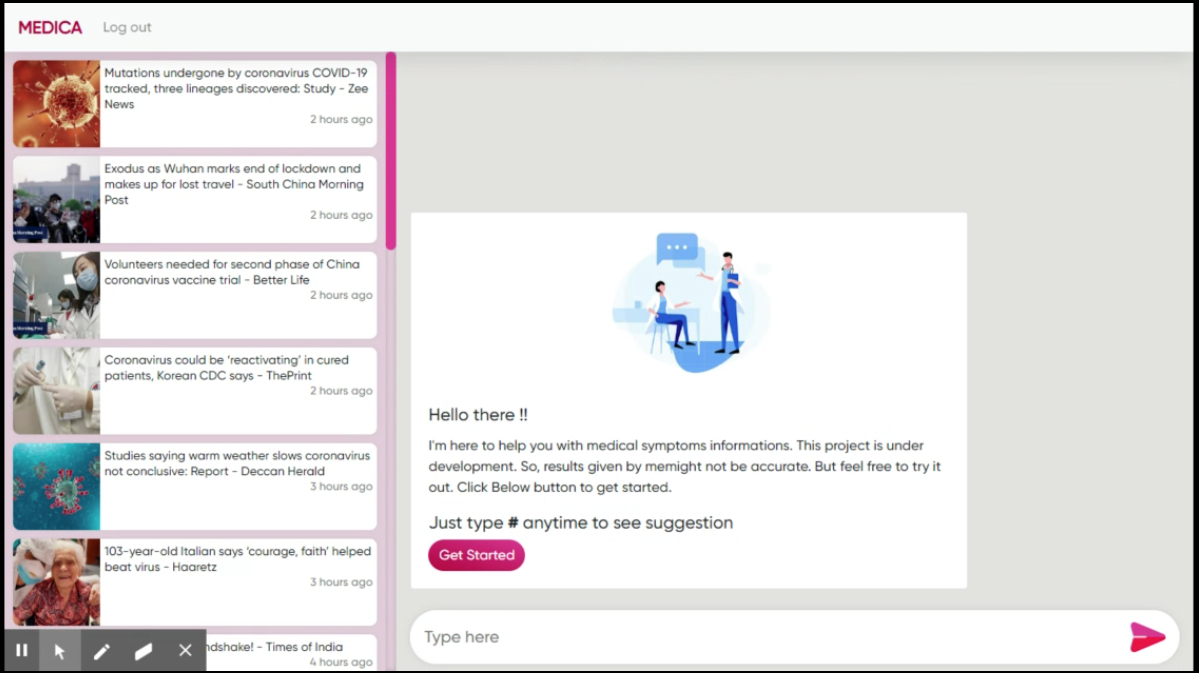 MEDICA Log out
Mutations undergone by coronavirus COVID-19
tracked, three lineages discovered: Study - Zee
News
2 hours ago
Exodus as Wuhan marks end of lockdown and
makes up for lost travel - South China Morning
Post
2 hours ago
Volunteers needed for second phase of China
coronavirus vaccine trial - Better Life
2 hours ago
Coronavirus could be ‘reactivating’ in cured
patients, Korean CDC says - ThePrint
2 hours ago
Studies saying warm weather slows coronavirus
not conclusive: Report - Deccan Herald
3 hours ago
103-year-old Italian says ‘courage, faith’ helped
beat virus - Haaretz
3 hours ago
ndshake! - Times of India
4 hours ago
Hello there !!
I'm here to help you with medical symptoms informations. This project is under
development. So, results given by memight not be accurate. But feel free to try it
out. Click Below button to get started.
Just type # anytime to see suggestion
Get Started
Type here